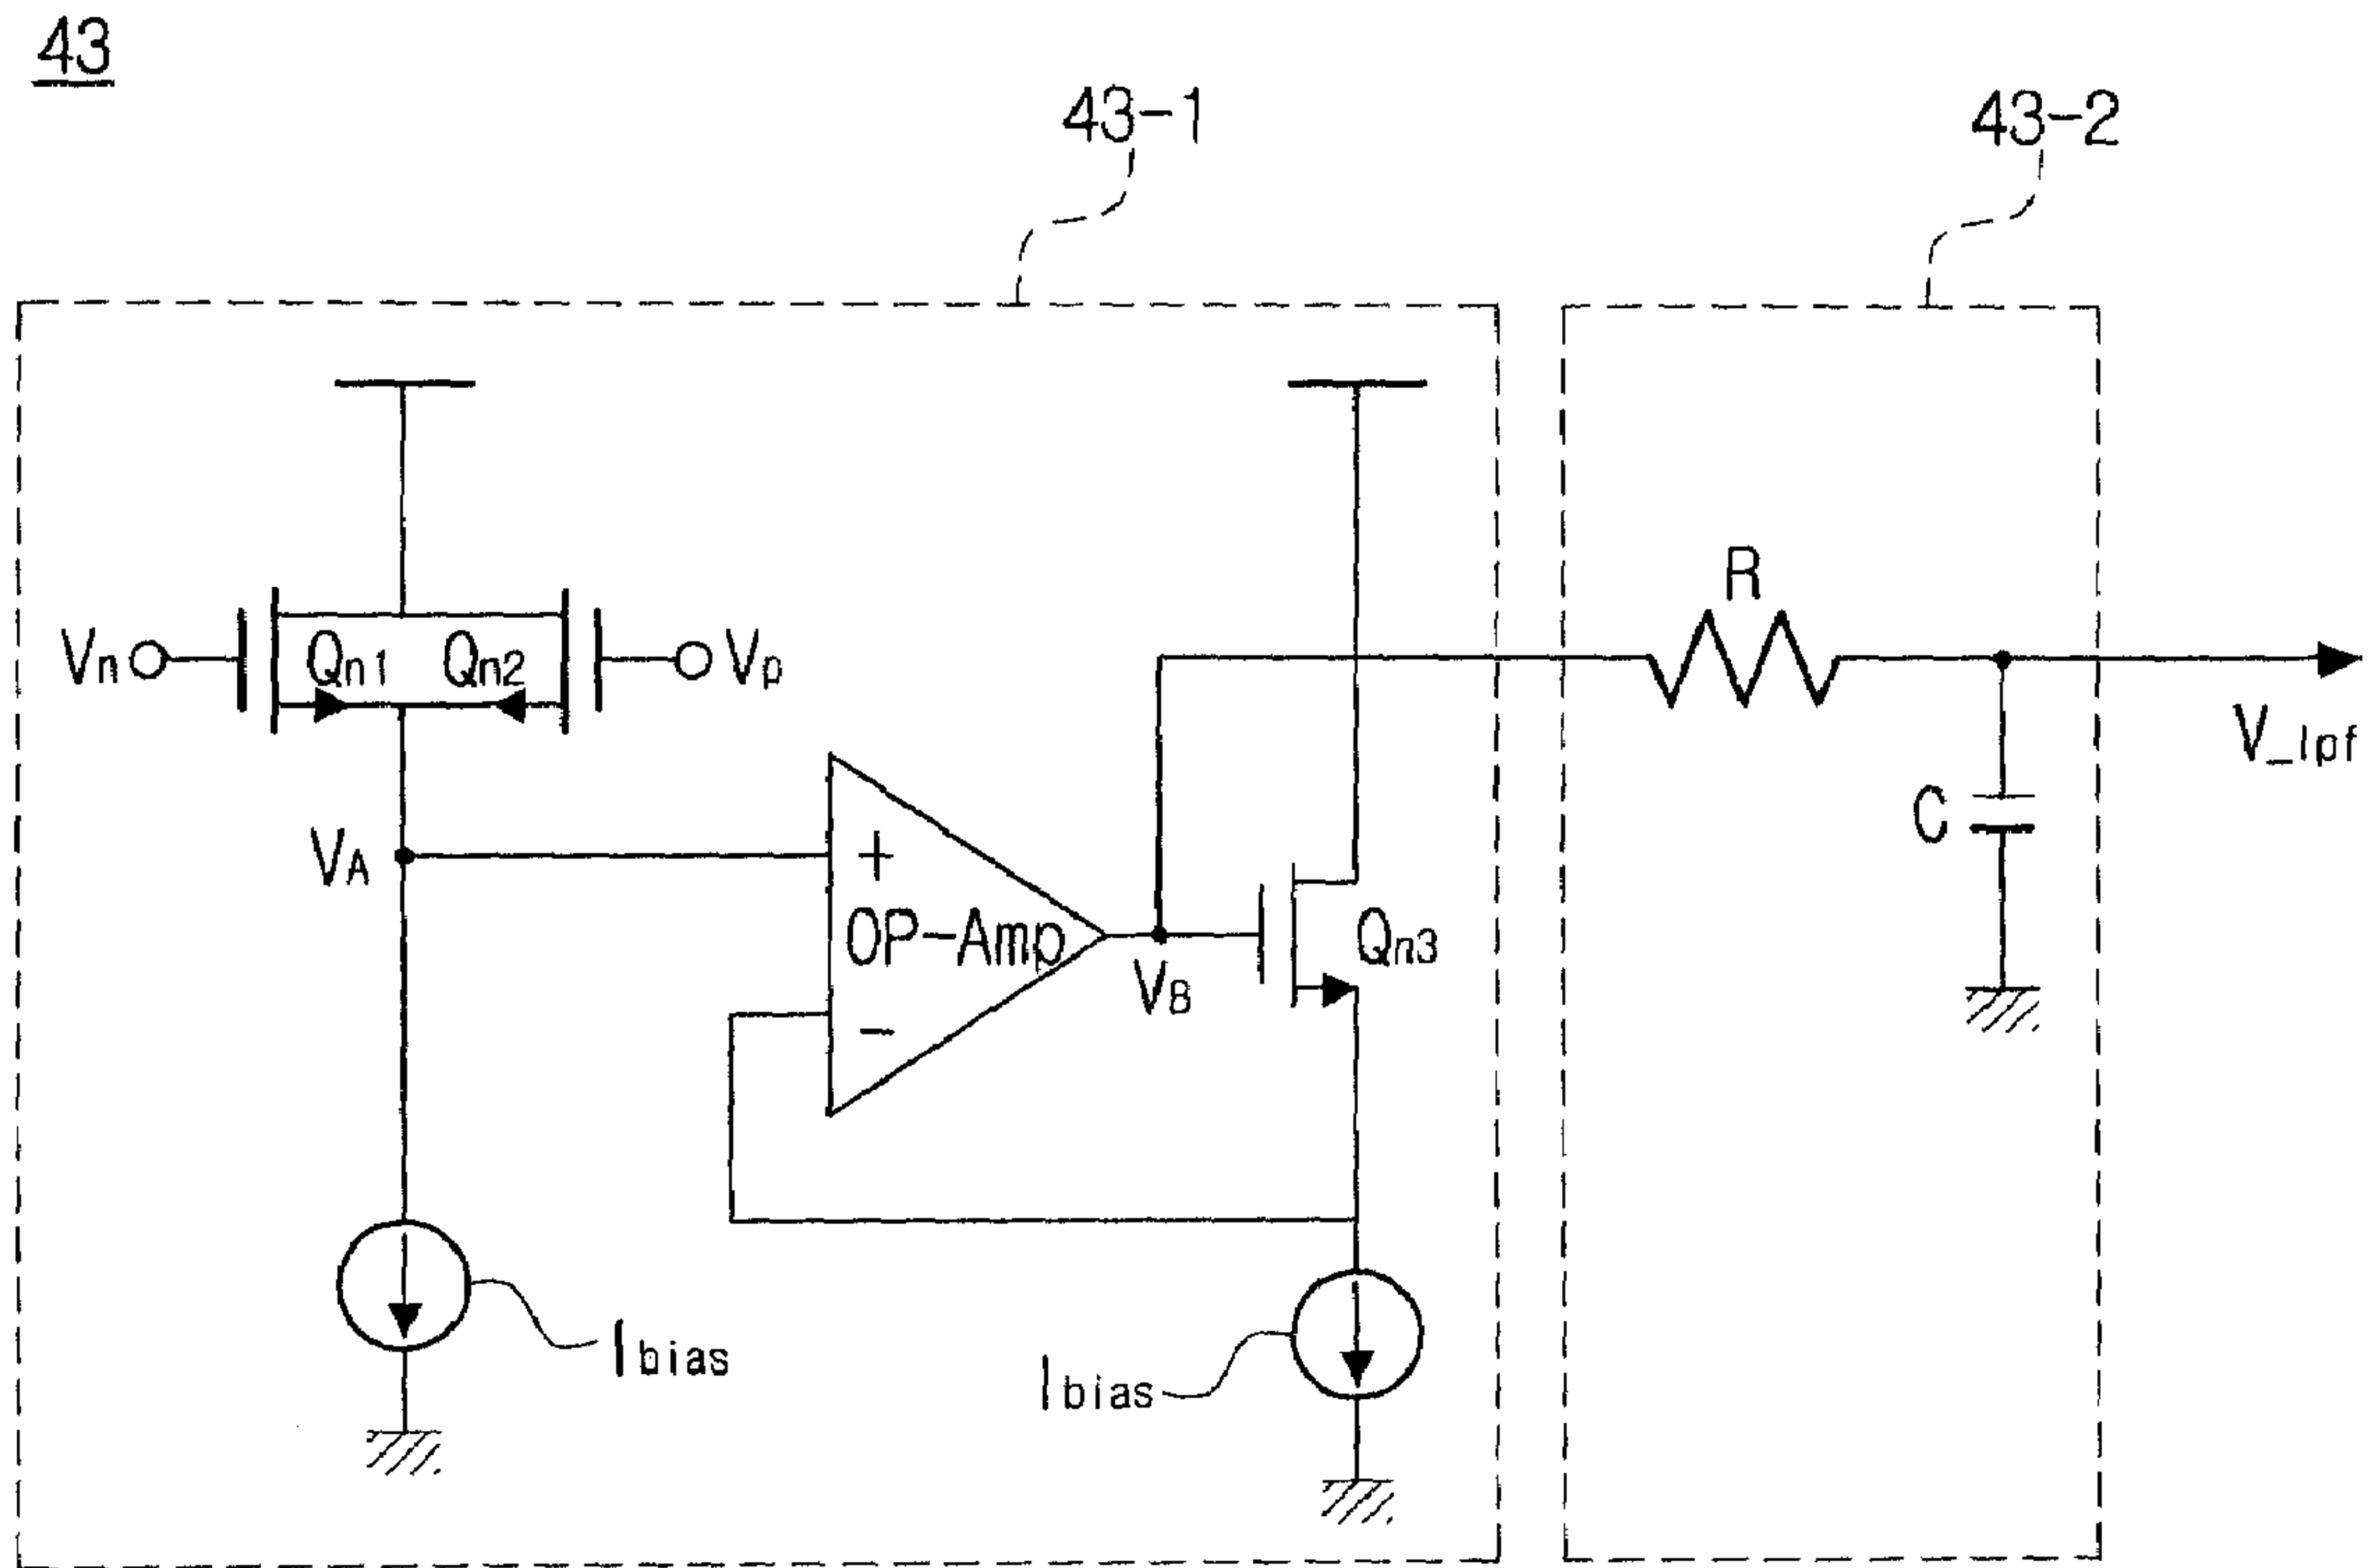 43
43-1
43-2
R
Vn
Qn1
Qn2
Vp
V_lpf
VA
+
C
OP-Amp
Qn3
VB
-
Ibias
Ibias